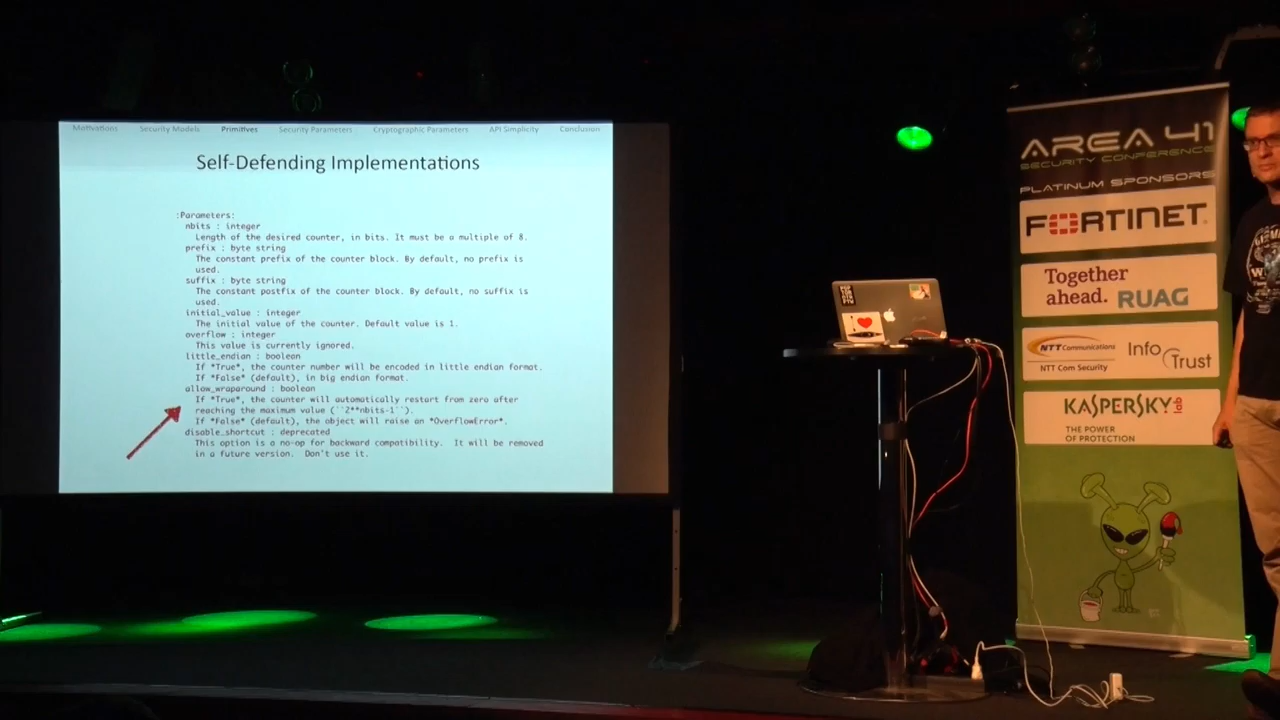 Motivations Security Models Primitives Security Parameters Cryptographic Parameters API Simplicity Conclusion
Self-Defending Implementations
:Parameters:
nbits : integer
Length of the desired counter, in bits. It must be a multiple of 8.
prefix : byte string
The constant prefix of the counter block. By default, no prefix is
used.
suffix : byte string
The constant postfix of the counter block. By default, no suffix is
used.
initial_value : integer
The initial value of the counter. Default value is 1.
overflow : integer
This value is currently ignored.
little_endian : boolean
If *True*, the counter number will be encoded in little endian format.
If *False* (default), in big endian format.
allow_wraparound : boolean
If *True*, the counter will automatically restart from zero after
reaching the maximum value (``2**nbits-1``).
If *False* (default), the object will raise an *OverflowError*.
disable_shortcut : deprecated
This option is a no-op for backward compatibility. It will be removed
in a future version. Don't use it.
AREA 41
SECURITY CONFERENCE
PLATINUM SPONSORS
FORTINET
Together
ahead. RUAG
NTT Communications
NTT Com Security
Info
Trust
KASPERSKY lab
THE POWER
OF PROTECTION